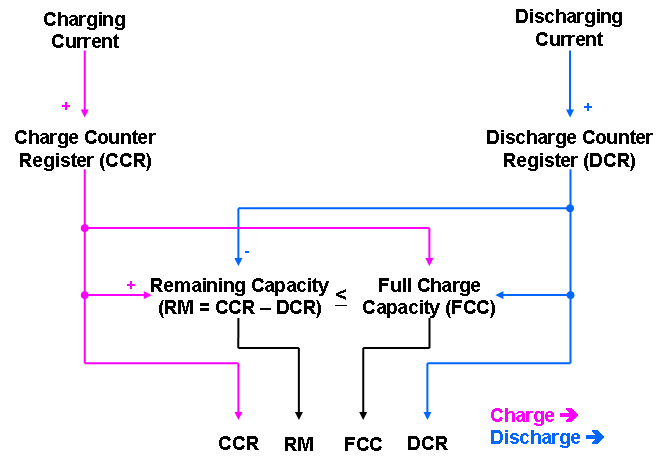 Charging
Current
Discharging
Current
+
+
Charge Counter
Register (CCR)
Discharge Counter
Register (DCR)
-
+
Remaining Capacity
(RM = CCR – DCR)
≤
Full Charge
Capacity (FCC)
CCR
RM
FCC
DCR
Charge ➔
Discharge ➔